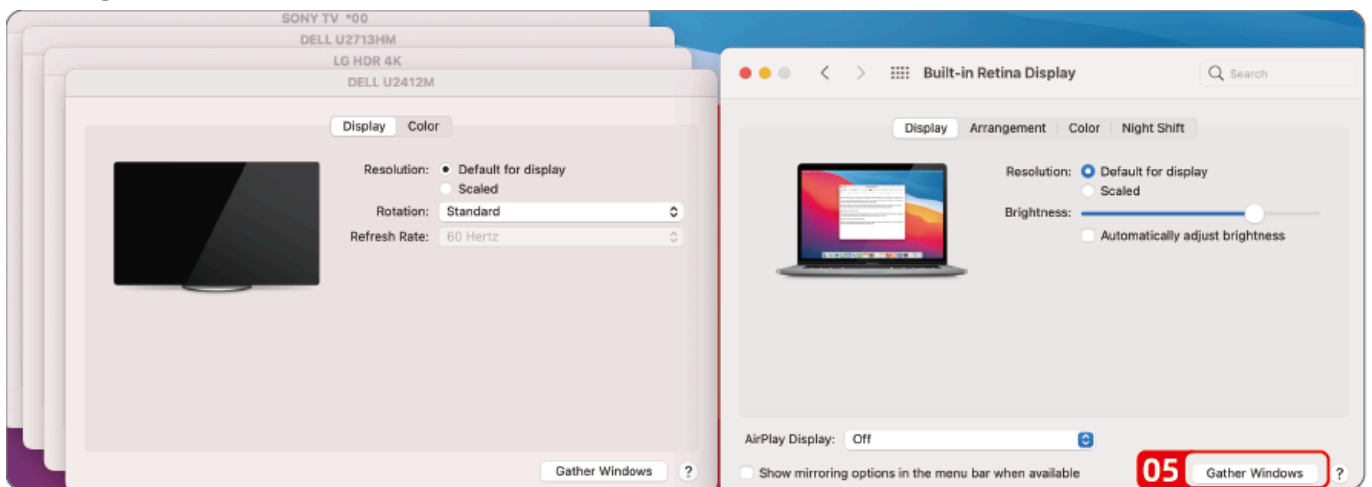 SONY TV *00
DELL U2713HM
LG HDR 4K
DELL U2412M
Display Color
Resolution: Default for display
Scaled
Rotation: Standard
Refresh Rate: 60 Hertz
Gather Windows ?
Built-in Retina Display
Search
Display Arrangement Color Night Shift
Resolution: Default for display
Scaled
Brightness:
Automatically adjust brightness
AirPlay Display: Off
Show mirroring options in the menu bar when available
05 Gather Windows ?